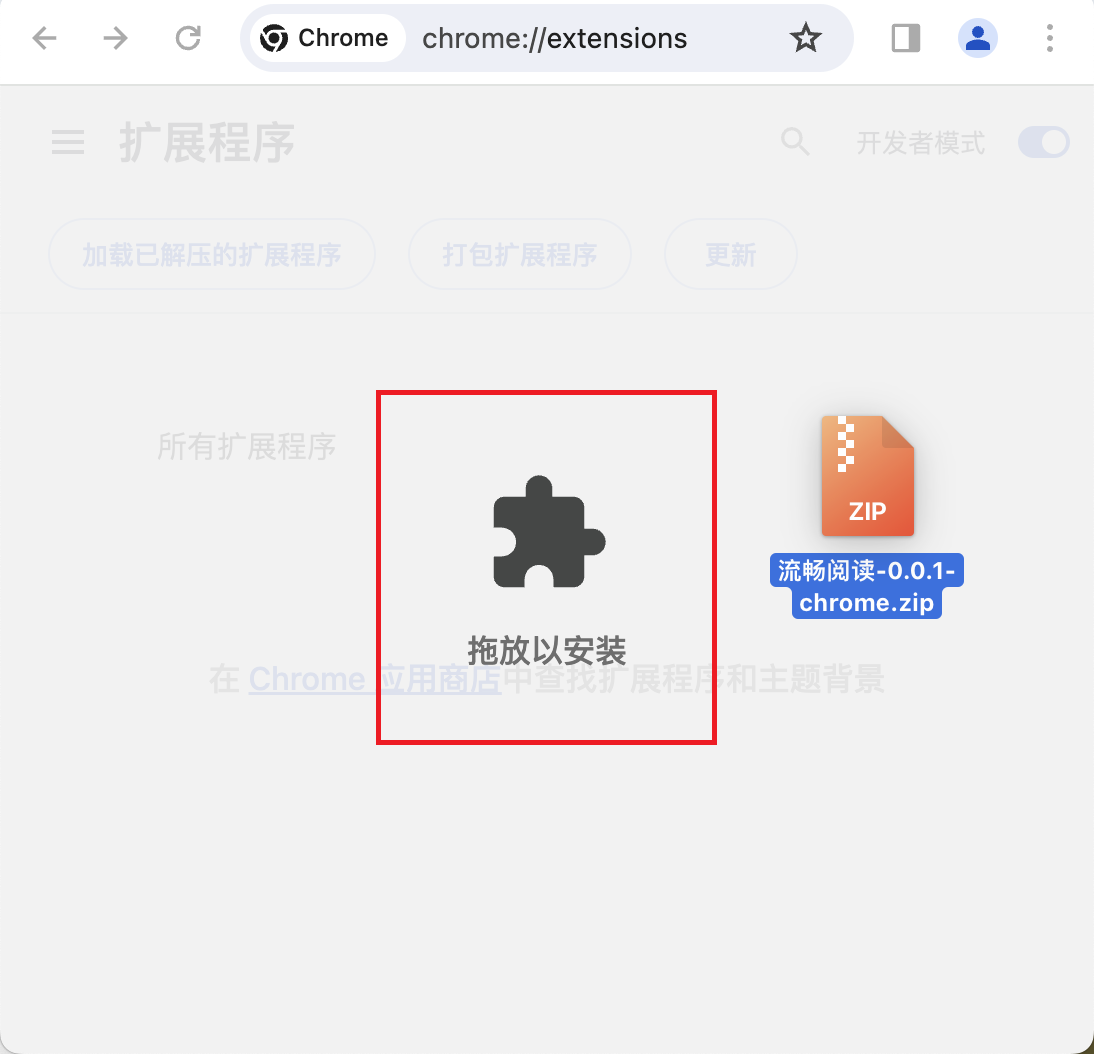 Chrome chrome://extensions
扩展程序 开发者模式
加载已解压的扩展程序 打包扩展程序 更新
所有扩展程序
ZIP
流畅阅读-0.0.1-
chrome.zip
拖放以安装
在 Chrome 应用商店中查找扩展程序和主题背景